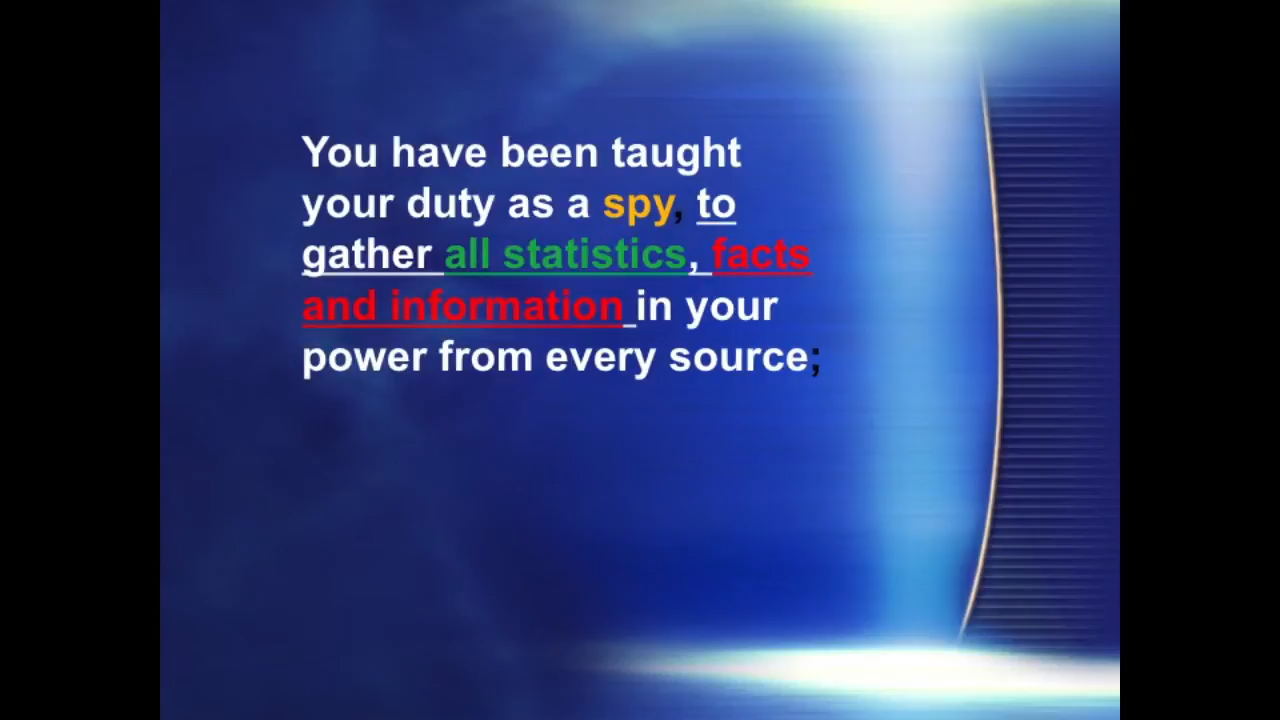 You have been taught
your duty as a spy, to
gather all statistics, facts
and information in your
power from every source;